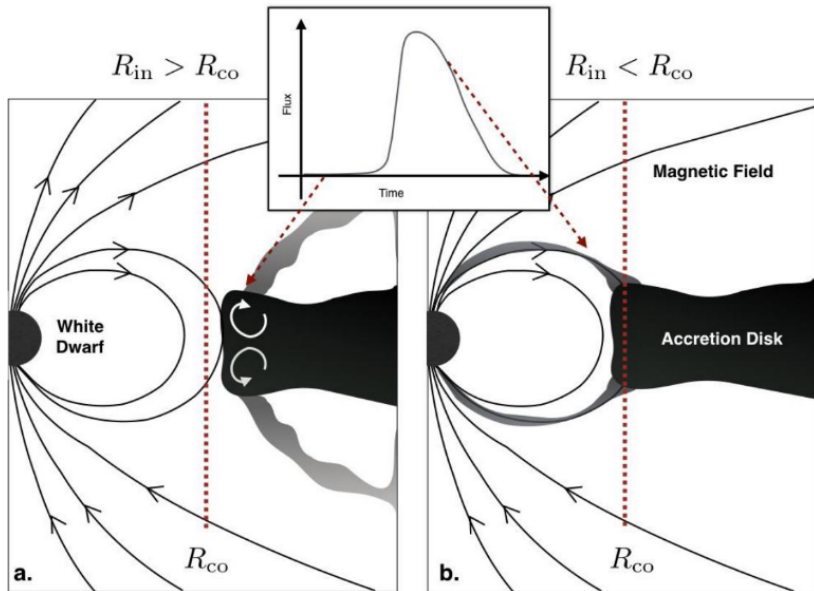 R_in > R_co
R_in < R_co
Flux
Time
Magnetic Field
White
Dwarf
Accretion Disk
R_co
R_co
a.
b.